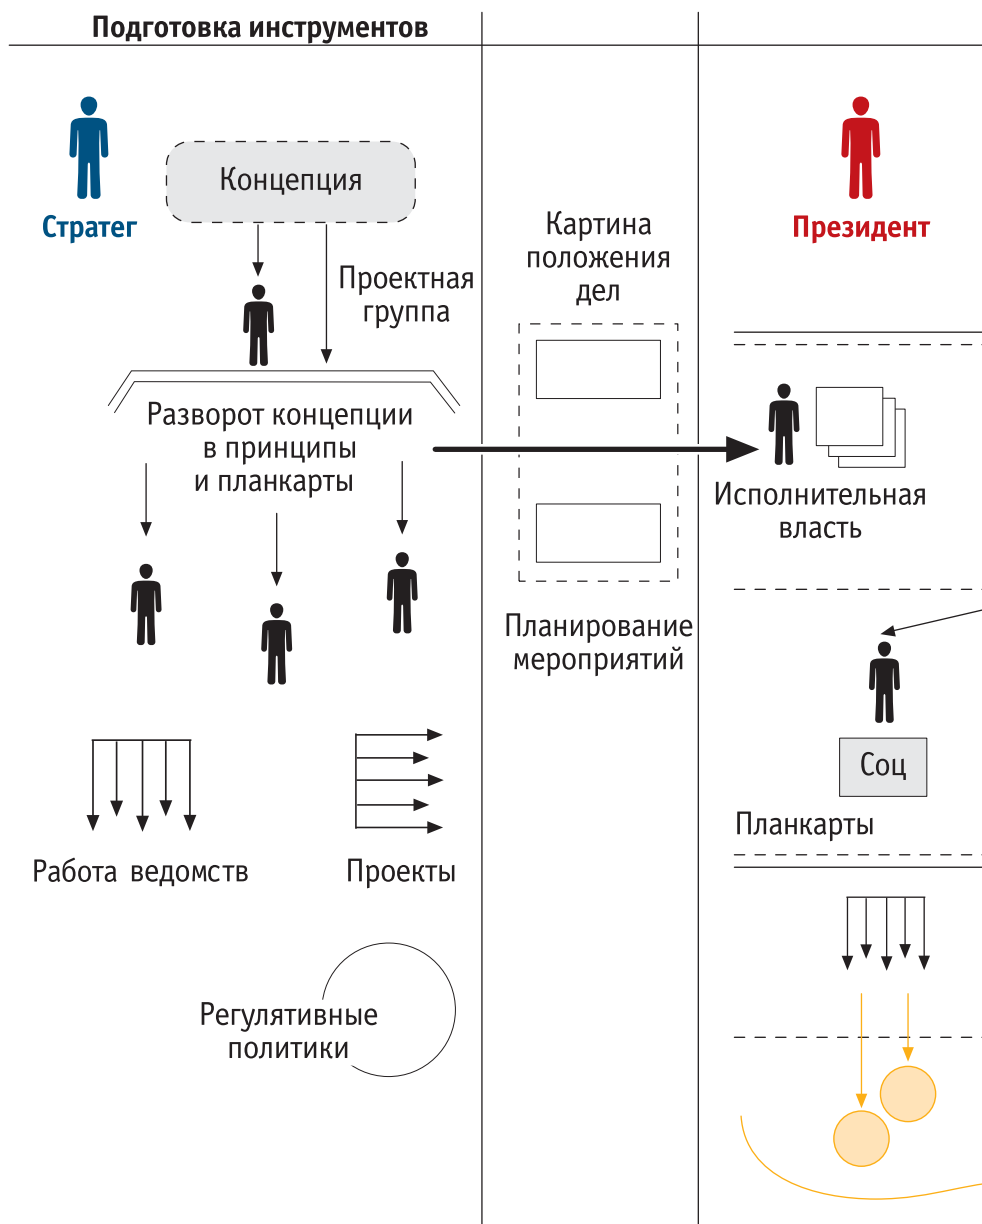 Подготовка инструментов
Стратег
Концепция
Проектная
группа
Разворот концепции
в принципы
и планкарты
Работа ведомств
Проекты
Регулятивные
политики
Картина
положения
дел
Планирование
мероприятий
Президент
Исполнительная
власть
Соц
Планкарты